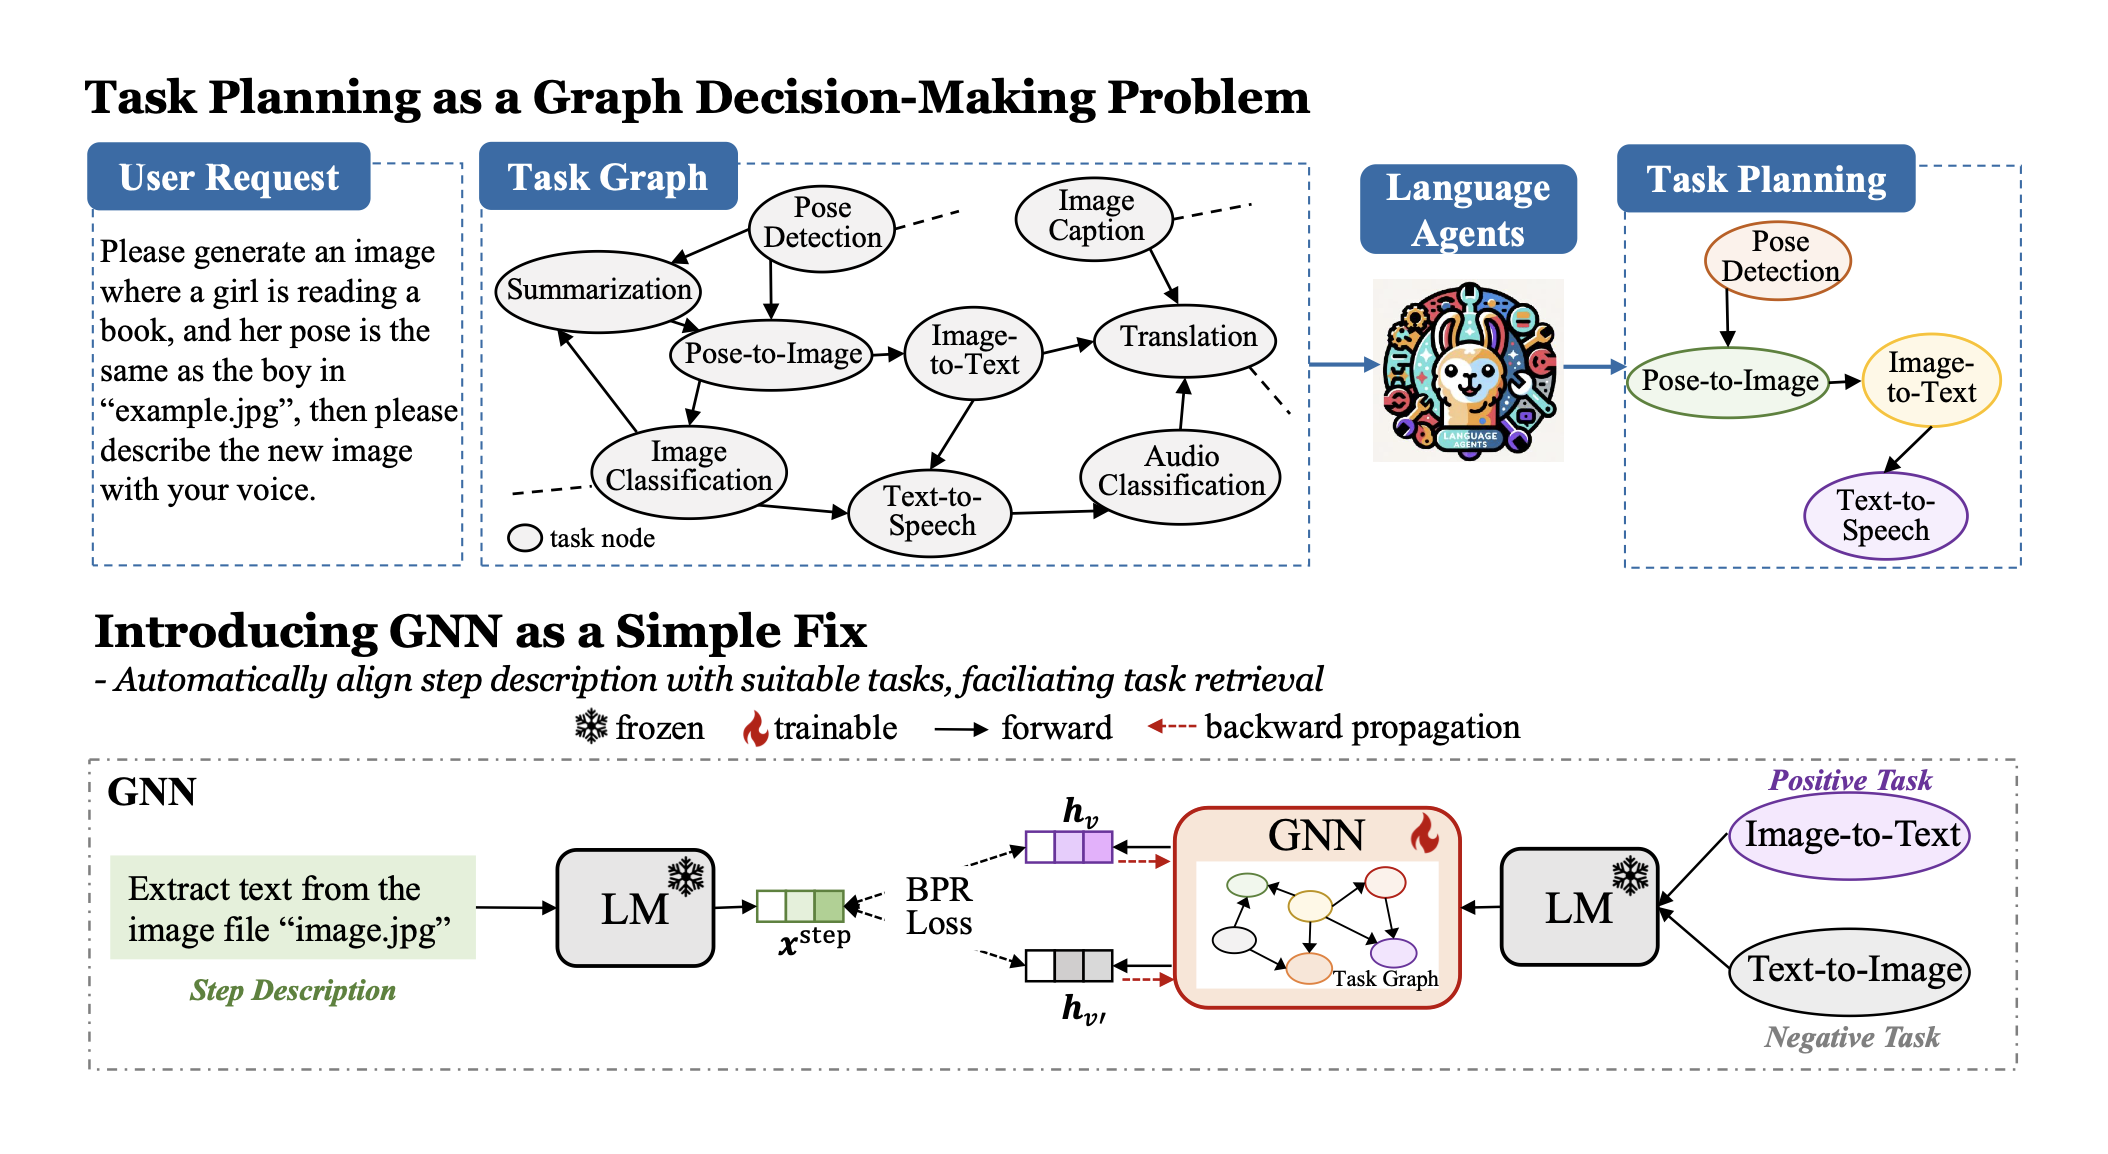 Task Planning as a Graph Decision-Making Problem
User Request
Please generate an image
where a girl is reading a
book, and her pose is the
same as the boy in
“example.jpg”, then please
describe the new image
with your voice.
Task Graph
Pose
Detection
Image
Caption
Summarization
Pose-to-Image
Image-
to-Text
Translation
Image
Classification
Text-to-
Speech
Audio
Classification
task node
Language
Agents
LANGUAGE
AGENTS
Task Planning
Pose
Detection
Pose-to-Image
Image-
to-Text
Text-to-
Speech
Introducing GNN as a Simple Fix
- Automatically align step description with suitable tasks, faciliating task retrieval
frozen
trainable
forward
backward propagation
GNN
Extract text from the
image file “image.jpg”
Step Description
LM
x^step
BPR
Loss
h_v
h_v'
GNN
Task Graph
LM
Positive Task
Image-to-Text
Text-to-Image
Negative Task